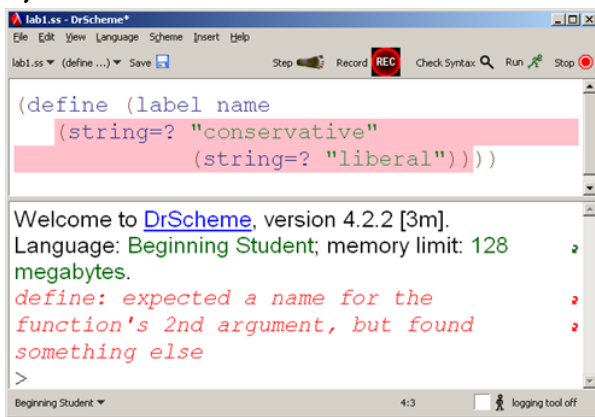 lab1.ss - DrScheme*
File Edit View Language Scheme Insert Help
lab1.ss (define ...) Save Step Record REC Check Syntax Run Stop
(define (label name
(string=? "conservative"
(string=? "liberal"))))
Welcome to DrScheme, version 4.2.2 [3m].
Language: Beginning Student; memory limit: 128
megabytes.
define: expected a name for the
function's 2nd argument, but found
something else
>
Beginning Student 4:3 logging tool off